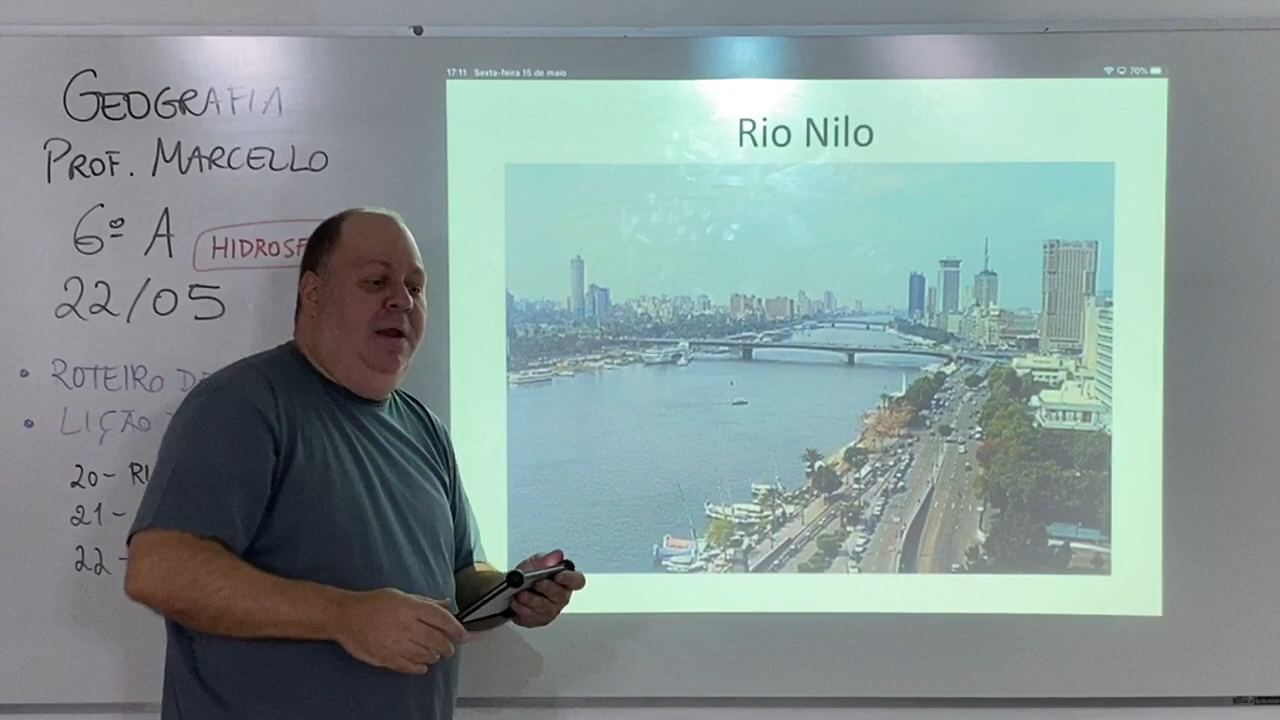 GEOGRAFIA
PROF. MARCELLO
6º A
HIDROSF
22/05
• ROTEIRO DE
• LIÇÃO
20- RI
21-
22-
17:11 Sexta-feira 15 de maio
70%
Rio Nilo